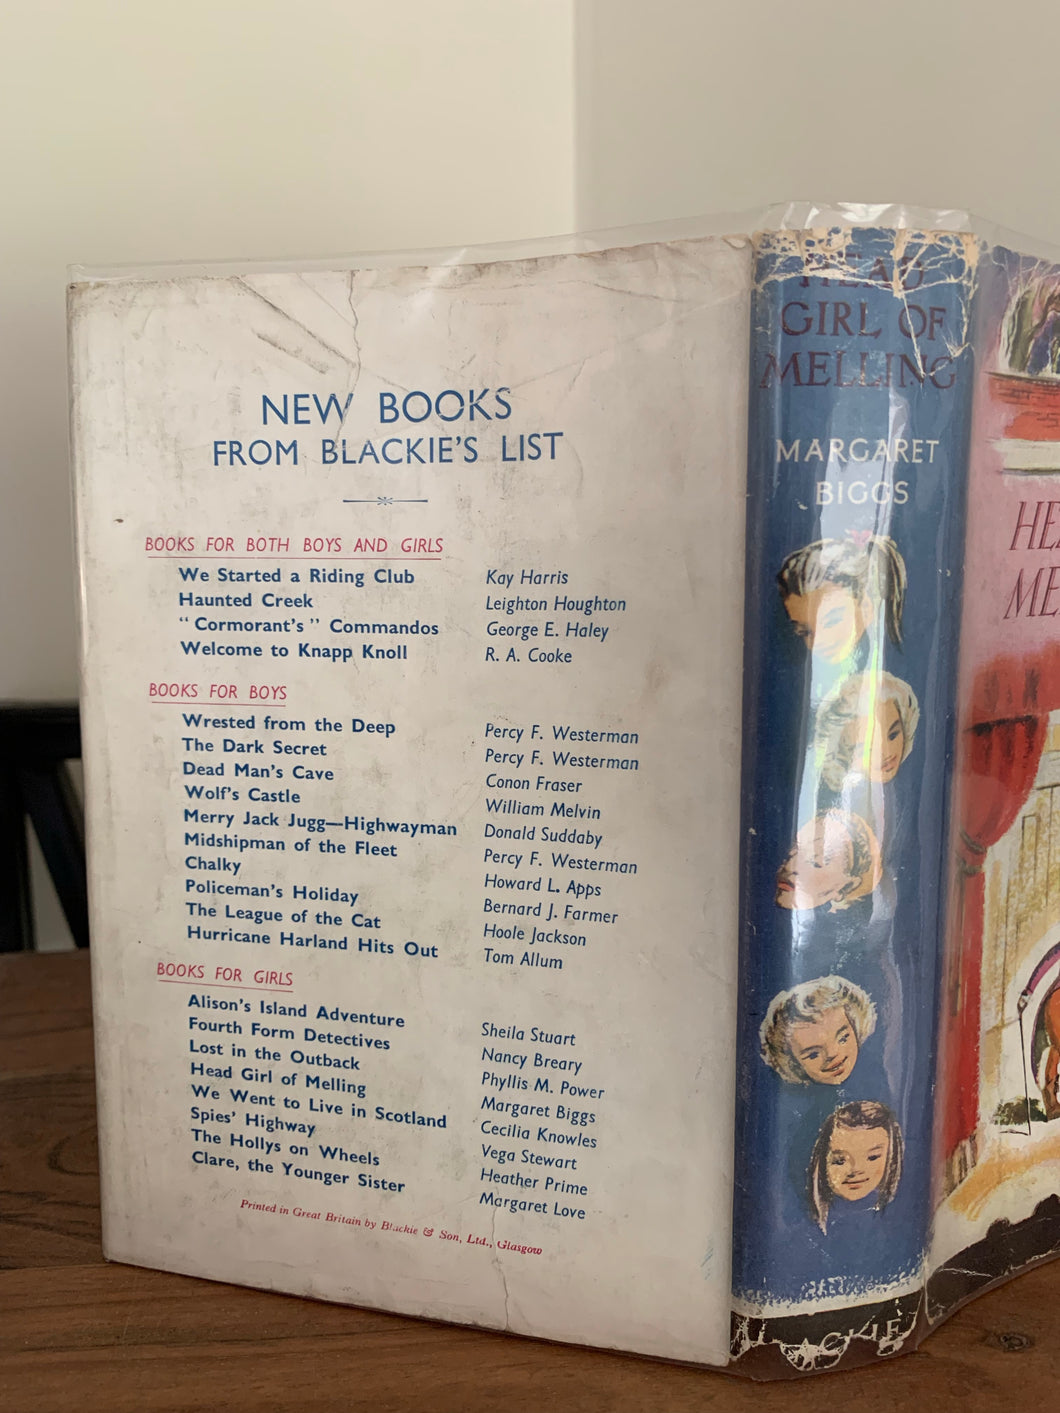 NEW BOOKS
FROM BLACKIE'S LIST
BOOKS FOR BOTH BOYS AND GIRLS
We Started a Riding Club Kay Harris
Haunted Creek Leighton Houghton
"Cormorant's" Commandos George E. Haley
Welcome to Knapp Knoll R. A. Cooke
BOOKS FOR BOYS
Wrested from the Deep Percy F. Westerman
The Dark Secret Percy F. Westerman
Dead Man's Cave Conon Fraser
Wolf's Castle William Melvin
Merry Jack Jugg—Highwayman Donald Suddaby
Midshipman of the Fleet Percy F. Westerman
Chalky Howard L. Apps
Policeman's Holiday Bernard J. Farmer
The League of the Cat Hoole Jackson
Hurricane Harland Hits Out Tom Allum
BOOKS FOR GIRLS
Alison's Island Adventure Sheila Stuart
Fourth Form Detectives Nancy Breary
Lost in the Outback Phyllis M. Power
Head Girl of Melling Margaret Biggs
We Went to Live in Scotland Cecilia Knowles
Spies' Highway Vega Stewart
The Hollys on Wheels Heather Prime
Clare, the Younger Sister Margaret Love
Printed in Great Britain by Blackie & Son, Ltd., Glasgow
HEAD
GIRL OF
MELLING
MARGARET
BIGGS
BLACKIE
HE
ME